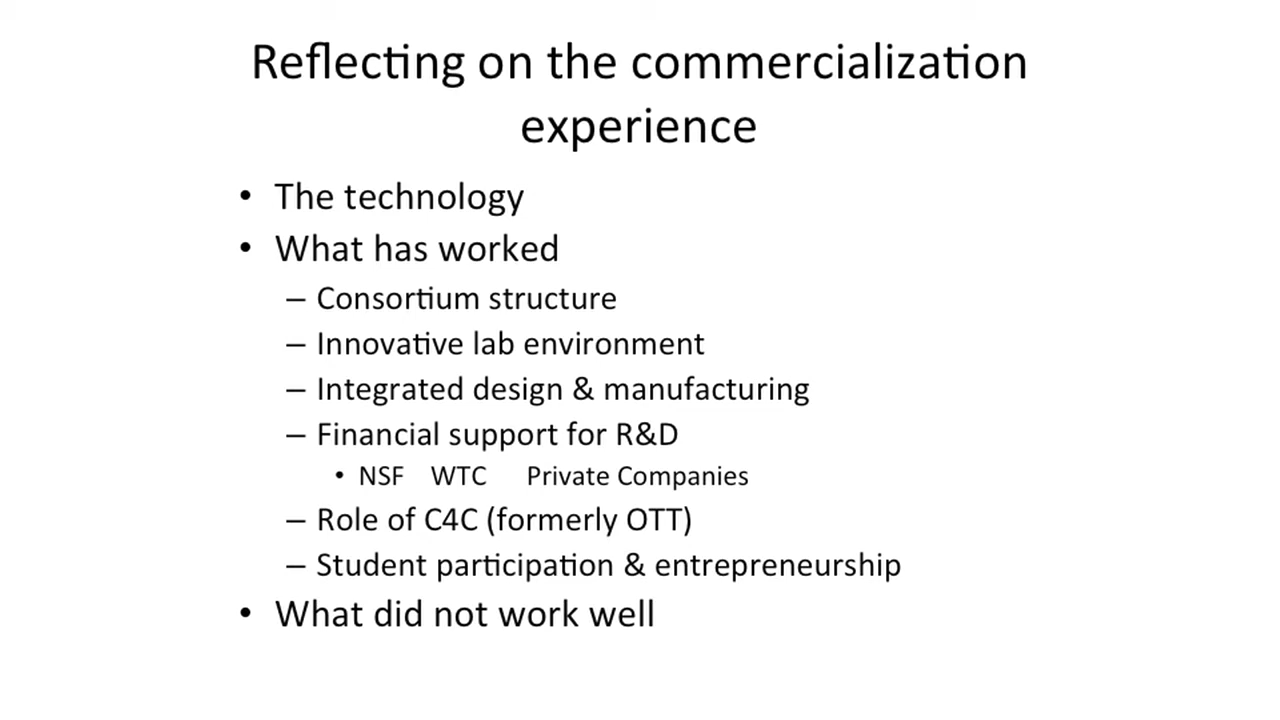 Reflecting on the commercialization
experience
• The technology
• What has worked
– Consortium structure
– Innovative lab environment
– Integrated design & manufacturing
– Financial support for R&D
• NSF WTC Private Companies
– Role of C4C (formerly OTT)
– Student participation & entrepreneurship
• What did not work well